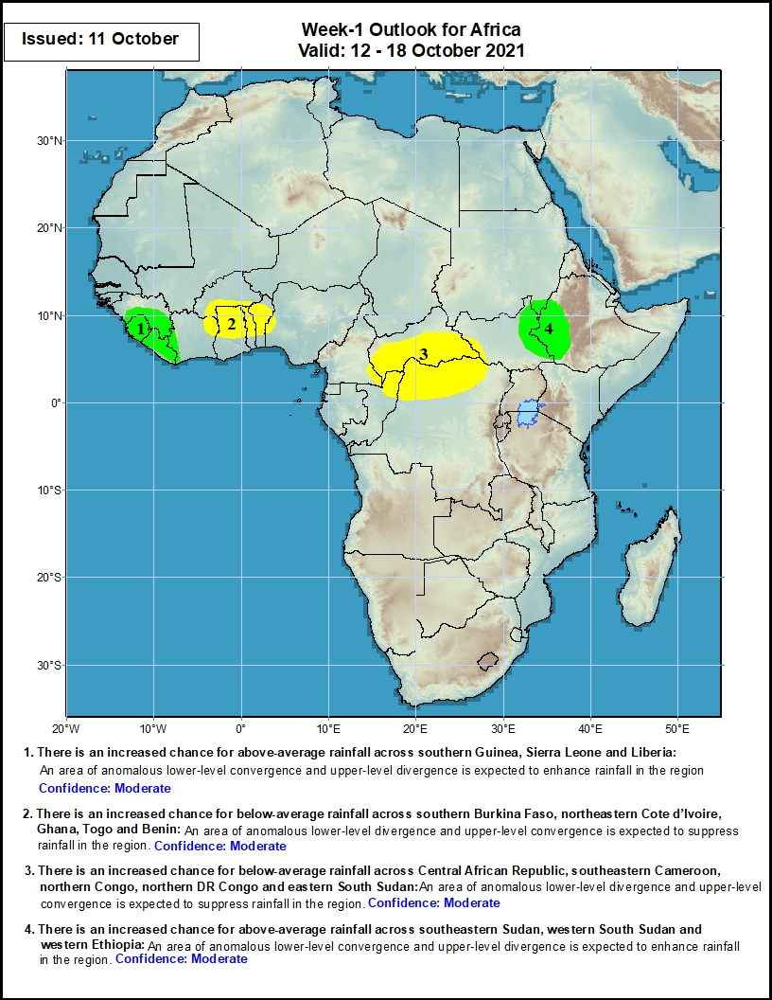 Issued: 11 October
Week-1 Outlook for Africa
Valid: 12 - 18 October 2021
30°N
20°N
10°N
0°
10°S
20°S
30°S
1
2
3
4
20°W
10°W
0°
10°E
20°E
30°E
40°E
50°E
1. There is an increased chance for above-average rainfall across southern Guinea, Sierra Leone and Liberia:
An area of anomalous lower-level convergence and upper-level divergence is expected to enhance rainfall in the region
Confidence: Moderate
2. There is an increased chance for below-average rainfall across southern Burkina Faso, northeastern Cote d'Ivoire,
Ghana, Togo and Benin: An area of anomalous lower-level divergence and upper-level convergence is expected to suppress
rainfall in the region. Confidence: Moderate
3. There is an increased chance for below-average rainfall across Central African Republic, southeastern Cameroon,
northern Congo, northern DR Congo and eastern South Sudan:An area of anomalous lower-level divergence and upper-level
convergence is expected to suppress rainfall in the region. Confidence: Moderate
4. There is an increased chance for above-average rainfall across southeastern Sudan, western South Sudan and
western Ethiopia: An area of anomalous lower-level convergence and upper-level divergence is expected to enhance rainfall
in the region. Confidence: Moderate